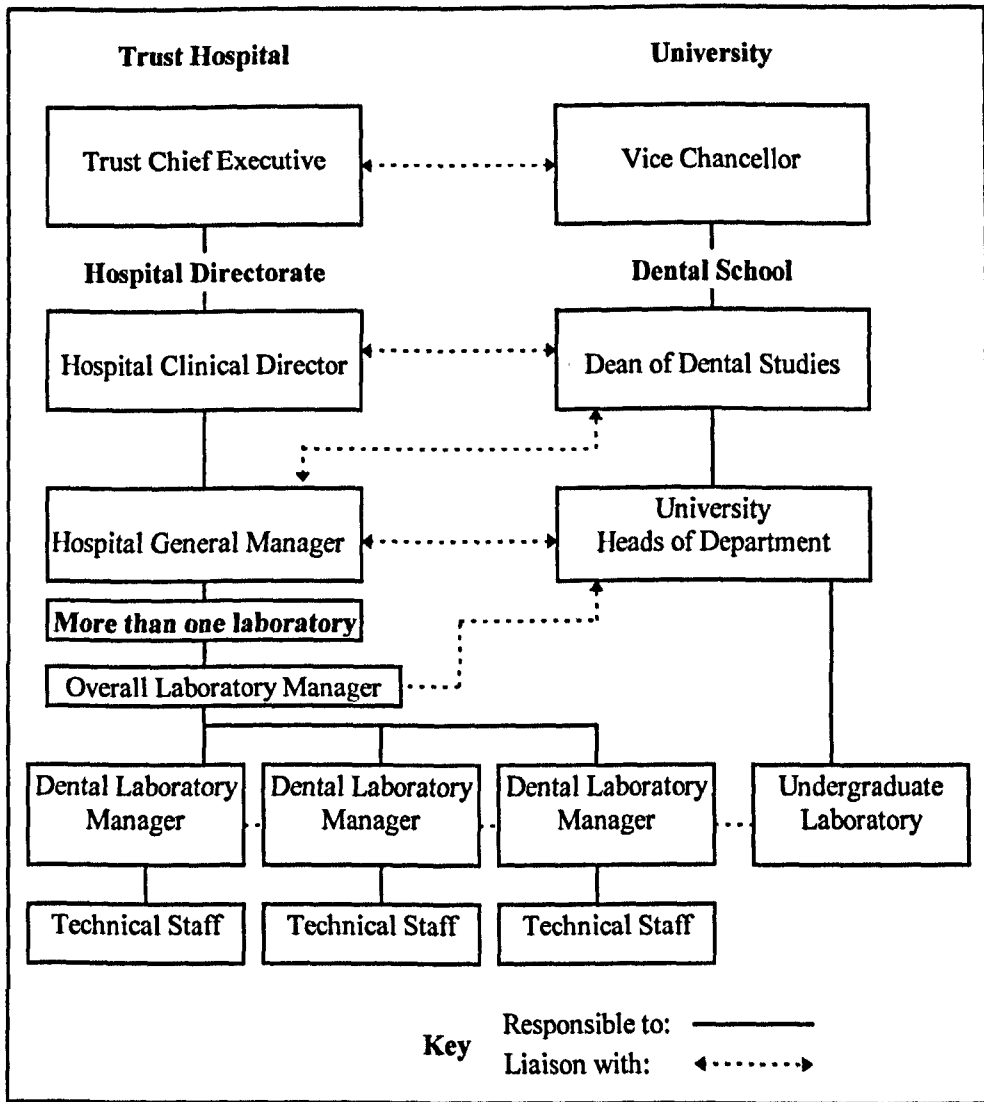 Trust Hospital
University
Trust Chief Executive
Vice Chancellor
Hospital Directorate
Dental School
Hospital Clinical Director
Dean of Dental Studies
Hospital General Manager
University
Heads of Department
More than one laboratory
Overall Laboratory Manager
Dental Laboratory
Manager
Dental Laboratory
Manager
Dental Laboratory
Manager
Undergraduate
Laboratory
Technical Staff
Technical Staff
Technical Staff
Key
Responsible to:
Liaison with: